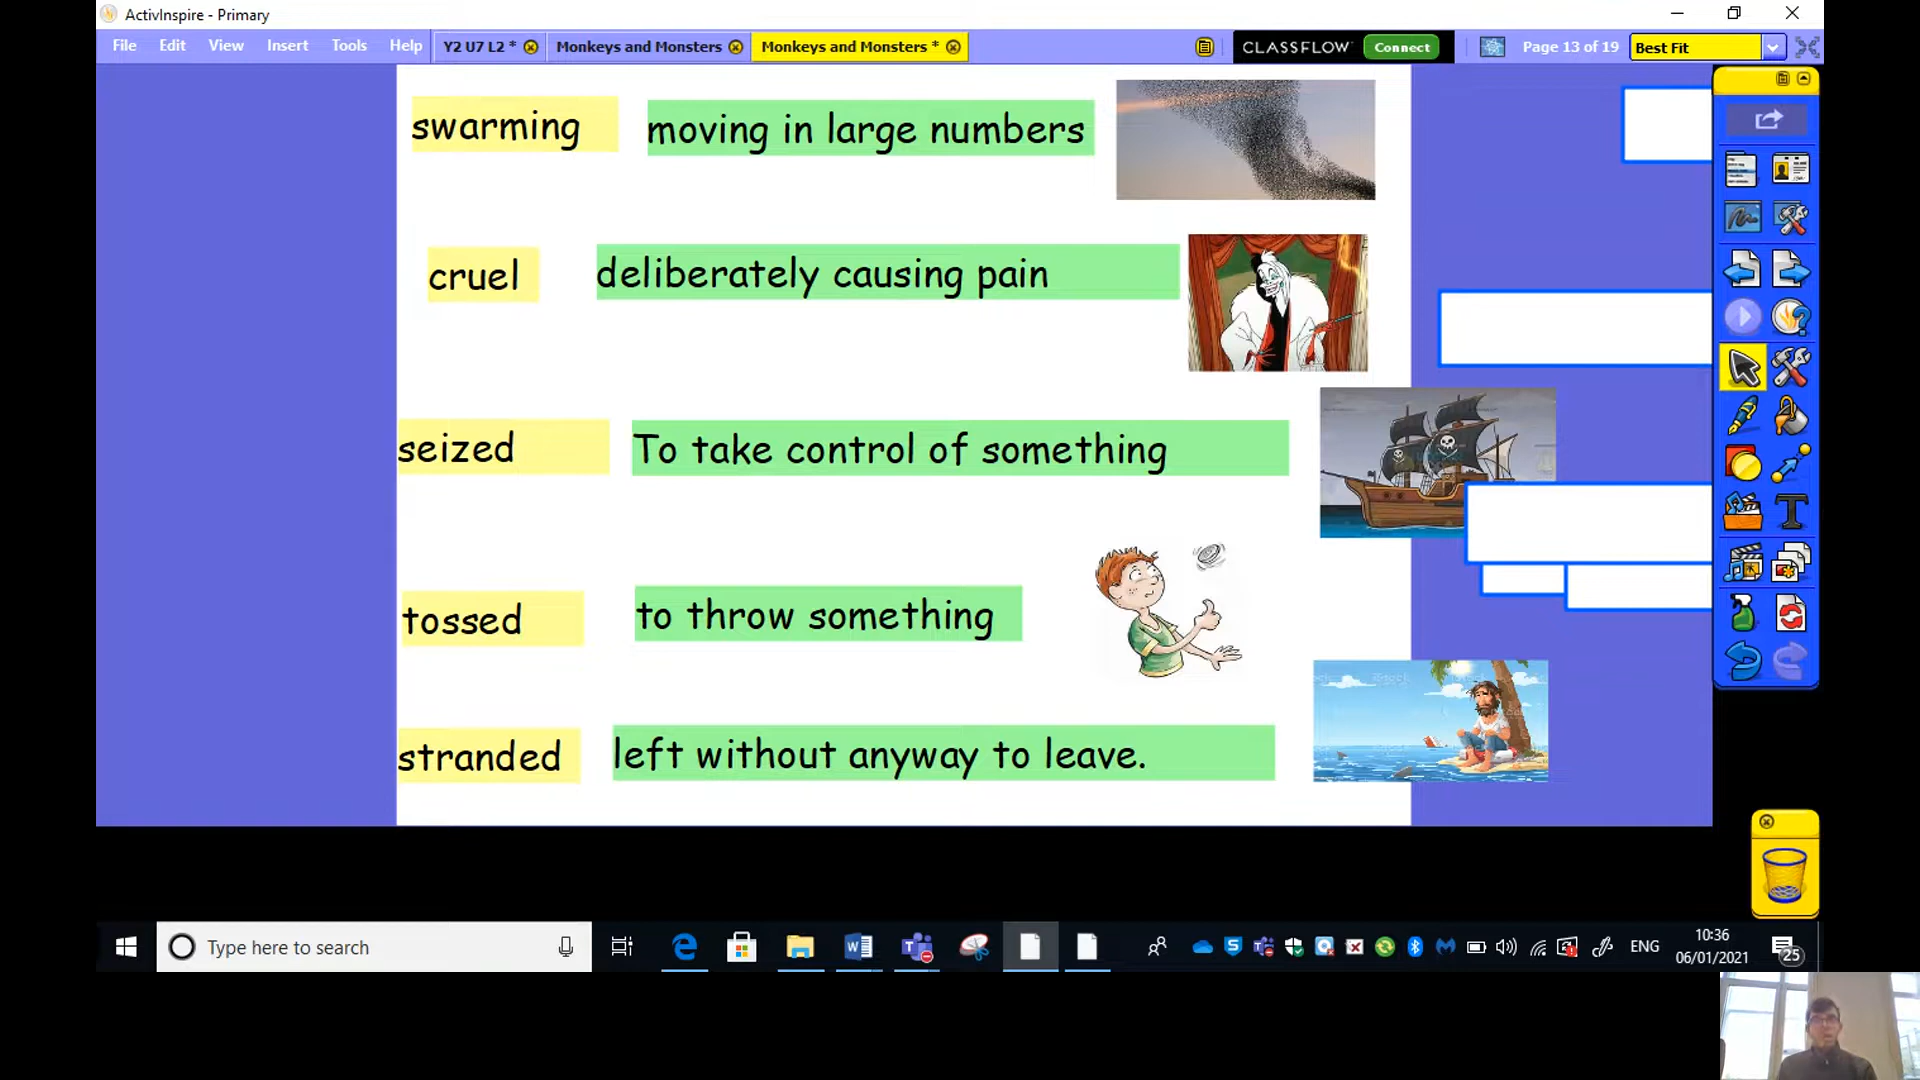 ActivInspire - Primary
File Edit View Insert Tools Help Y2 U7 L2 * Monkeys and Monsters Monkeys and Monsters * CLASSFLOW Connect Page 13 of 19 Best Fit
swarming moving in large numbers
cruel deliberately causing pain
seized To take control of something
tossed to throw something
stranded left without anyway to leave.
Type here to search
ENG
10:36
06/01/2021
25